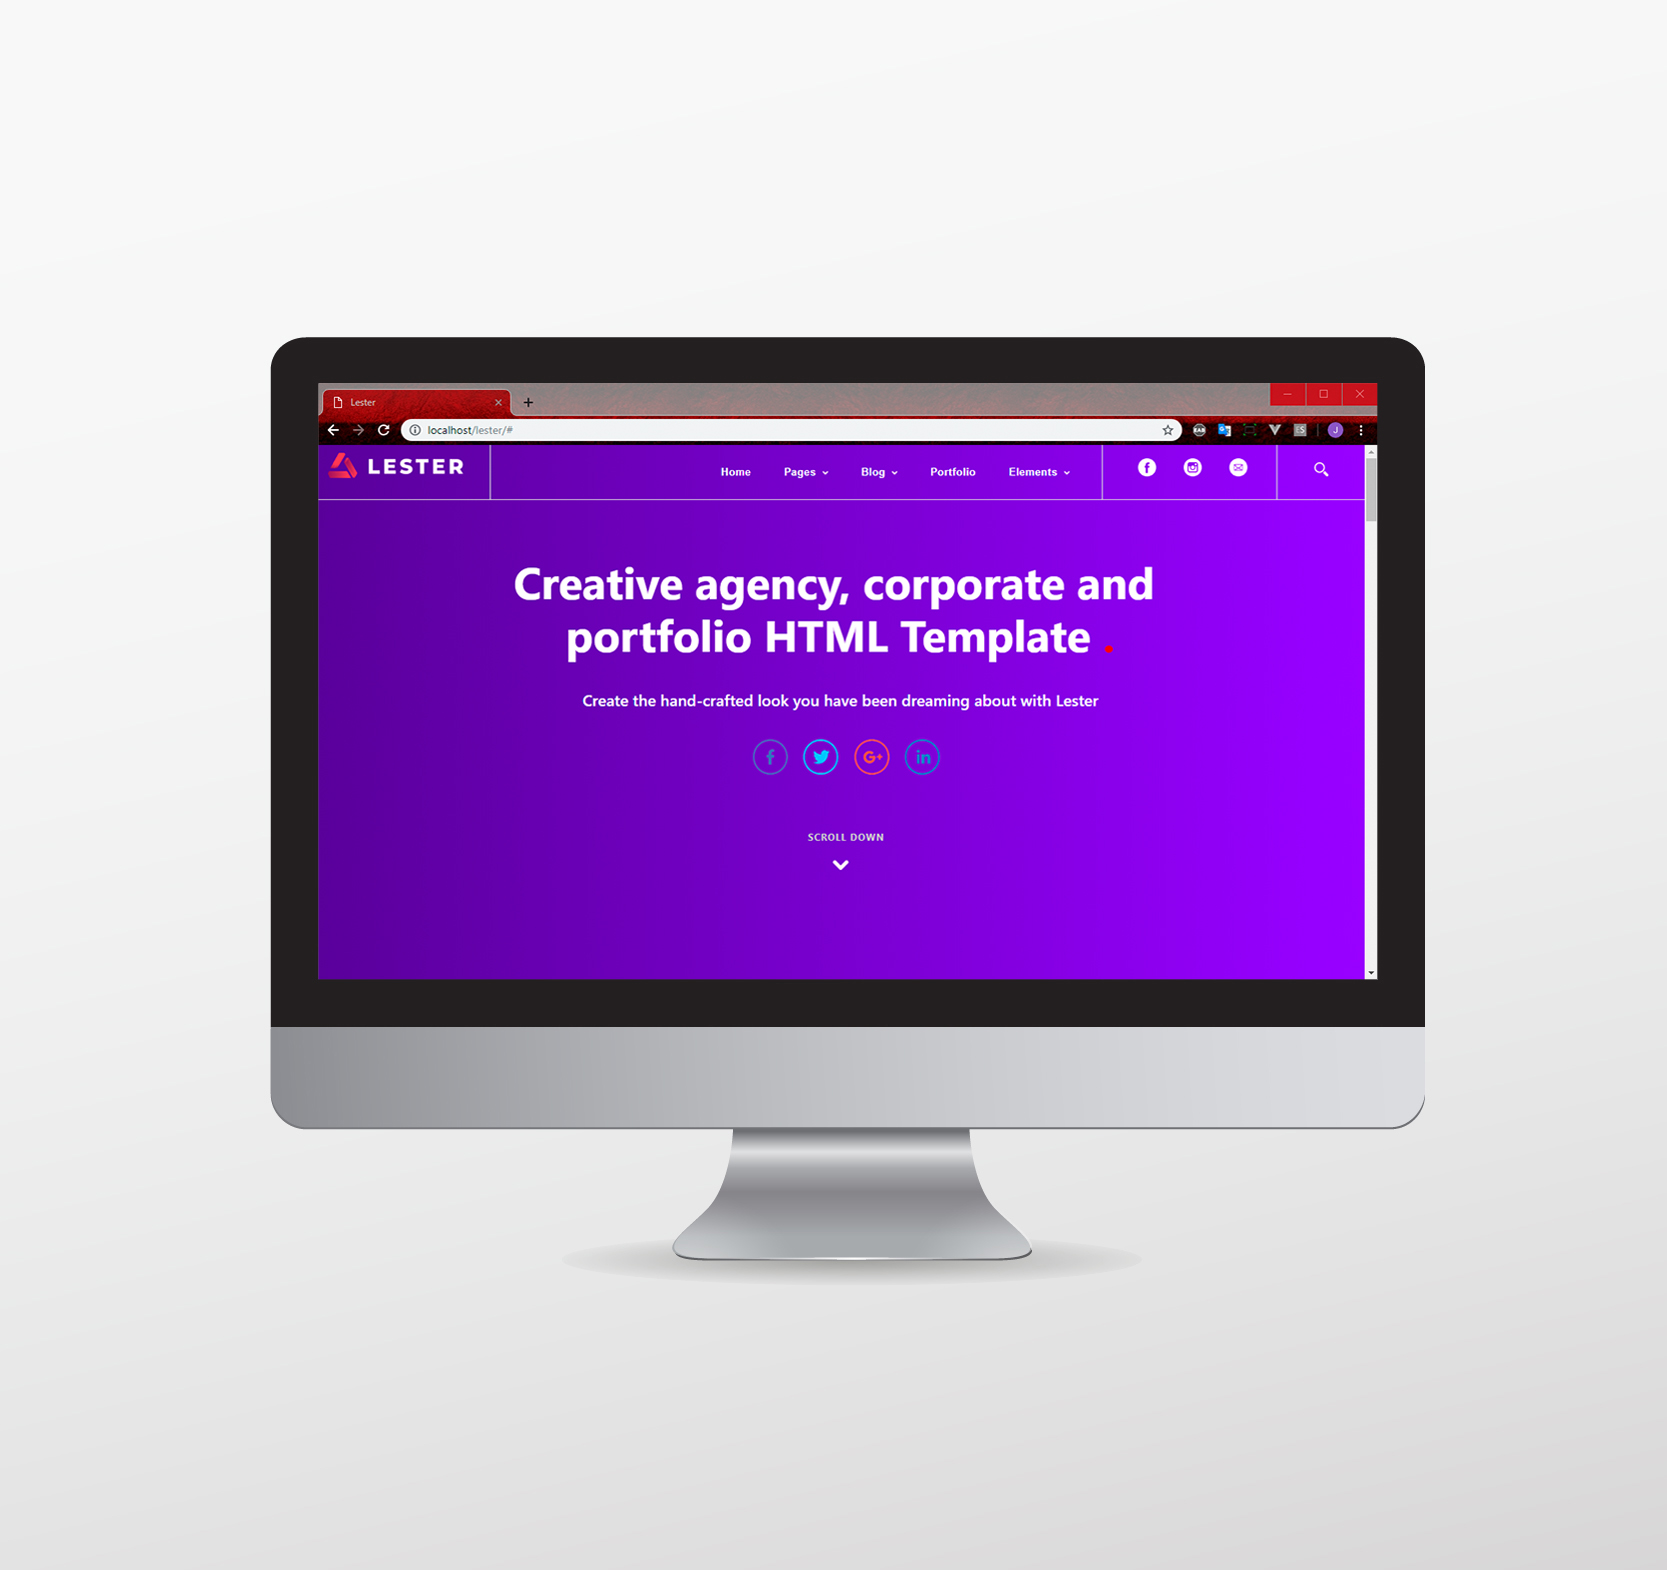 Lester
localhost/lester/#
LESTER
Home Pages Blog Portfolio Elements
Creative agency, corporate and
portfolio HTML Template .
Create the hand-crafted look you have been dreaming about with Lester
SCROLL DOWN